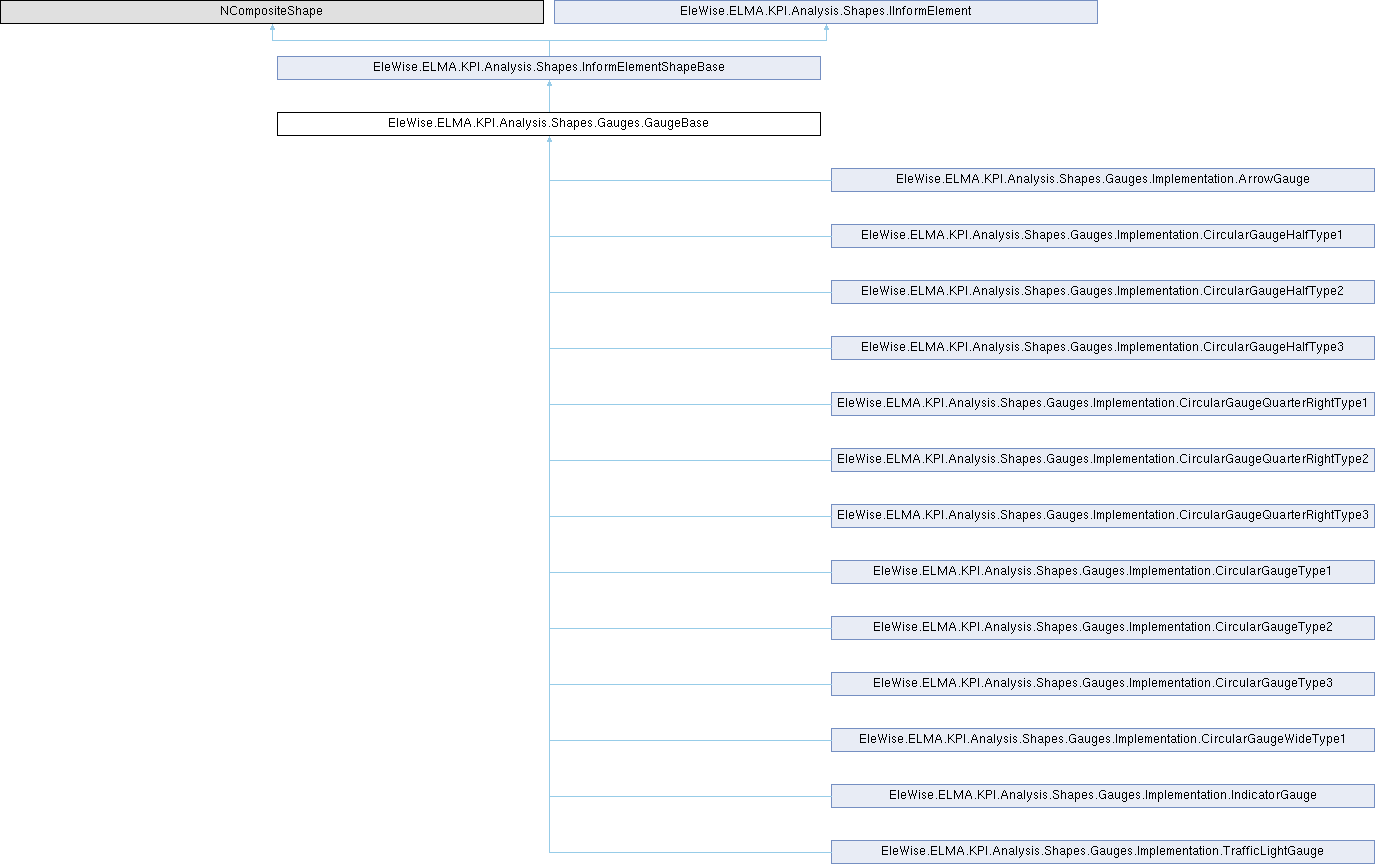 NCompositeShape
EleWise.ELMA.KPI.Analysis.Shapes.IInformElement
EleWise.ELMA.KPI.Analysis.Shapes.InformElementShapeBase
EleWise.ELMA.KPI.Analysis.Shapes.Gauges.GaugeBase
EleWise.ELMA.KPI.Analysis.Shapes.Gauges.Implementation.ArrowGauge
EleWise.ELMA.KPI.Analysis.Shapes.Gauges.Implementation.CircularGaugeHalfType1
EleWise.ELMA.KPI.Analysis.Shapes.Gauges.Implementation.CircularGaugeHalfType2
EleWise.ELMA.KPI.Analysis.Shapes.Gauges.Implementation.CircularGaugeHalfType3
EleWise.ELMA.KPI.Analysis.Shapes.Gauges.Implementation.CircularGaugeQuarterRightType1
EleWise.ELMA.KPI.Analysis.Shapes.Gauges.Implementation.CircularGaugeQuarterRightType2
EleWise.ELMA.KPI.Analysis.Shapes.Gauges.Implementation.CircularGaugeQuarterRightType3
EleWise.ELMA.KPI.Analysis.Shapes.Gauges.Implementation.CircularGaugeType1
EleWise.ELMA.KPI.Analysis.Shapes.Gauges.Implementation.CircularGaugeType2
EleWise.ELMA.KPI.Analysis.Shapes.Gauges.Implementation.CircularGaugeType3
EleWise.ELMA.KPI.Analysis.Shapes.Gauges.Implementation.CircularGaugeWideType1
EleWise.ELMA.KPI.Analysis.Shapes.Gauges.Implementation.IndicatorGauge
EleWise.ELMA.KPI.Analysis.Shapes.Gauges.Implementation.TrafficLightGauge